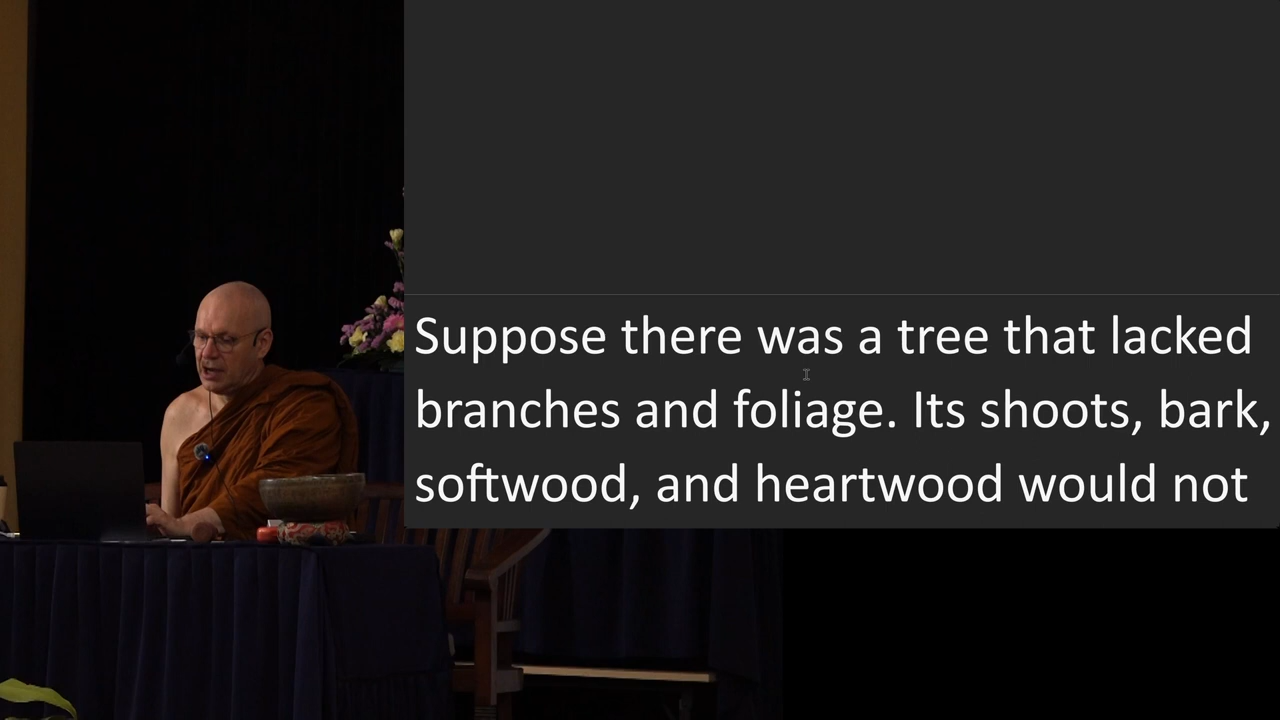 Suppose there was a tree that lacked
branches and foliage. Its shoots, bark,
softwood, and heartwood would not